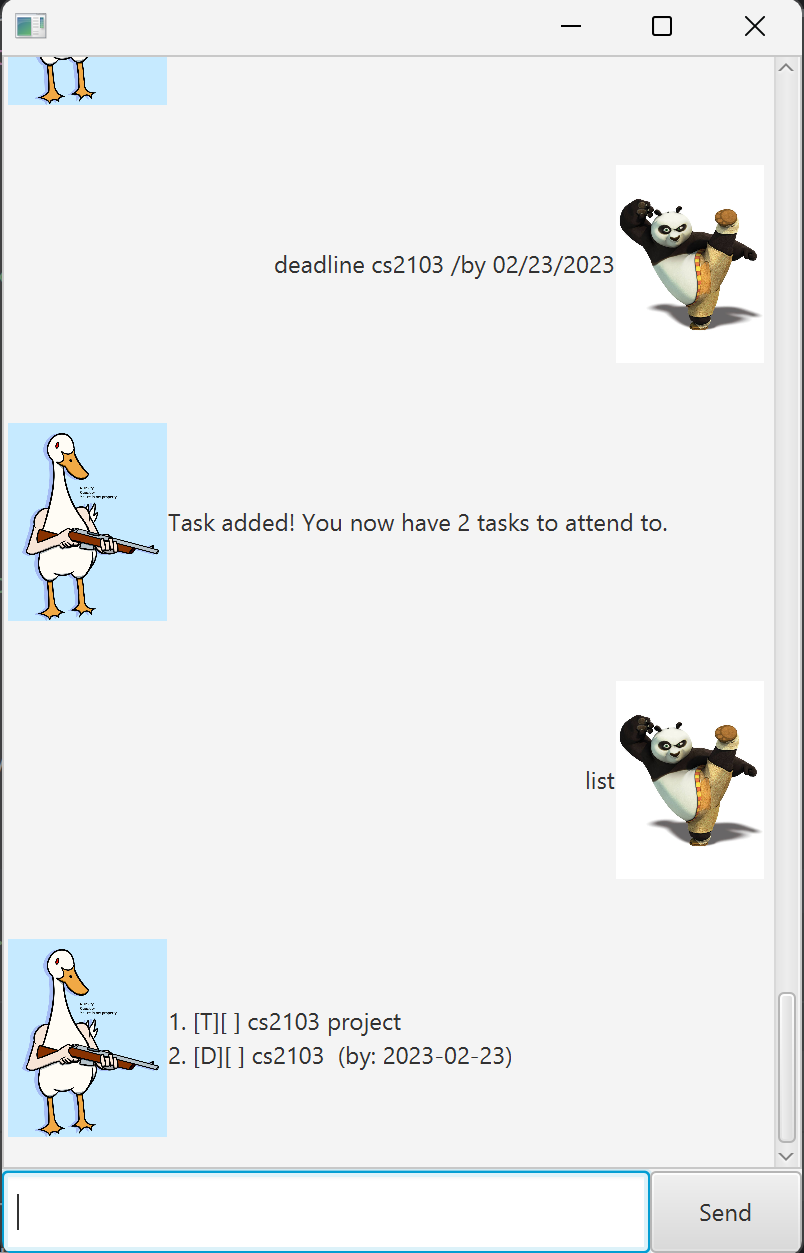 deadline cs2103 /by 02/23/2023
Task added! You now have 2 tasks to attend to.
list
1. [T][ ] cs2103 project
2. [D][ ] cs2103  (by: 2023-02-23)
Send